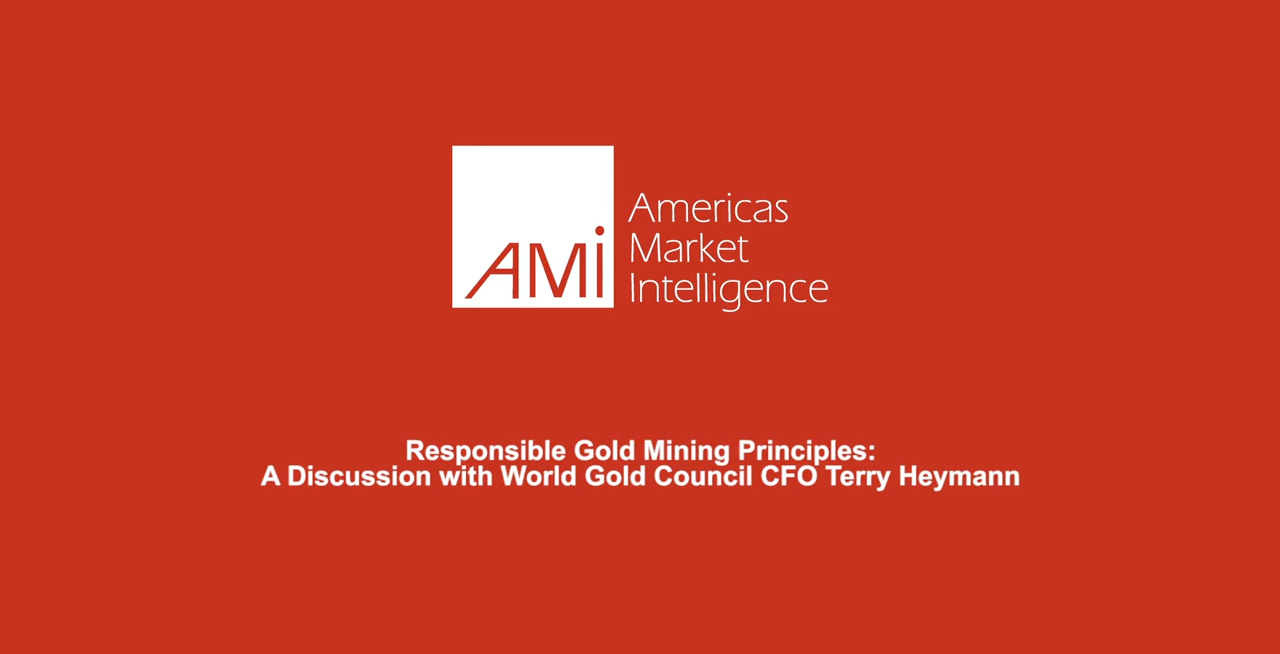 AMi
Americas
Market
Intelligence
Responsible Gold Mining Principles:
A Discussion with World Gold Council CFO Terry Heymann